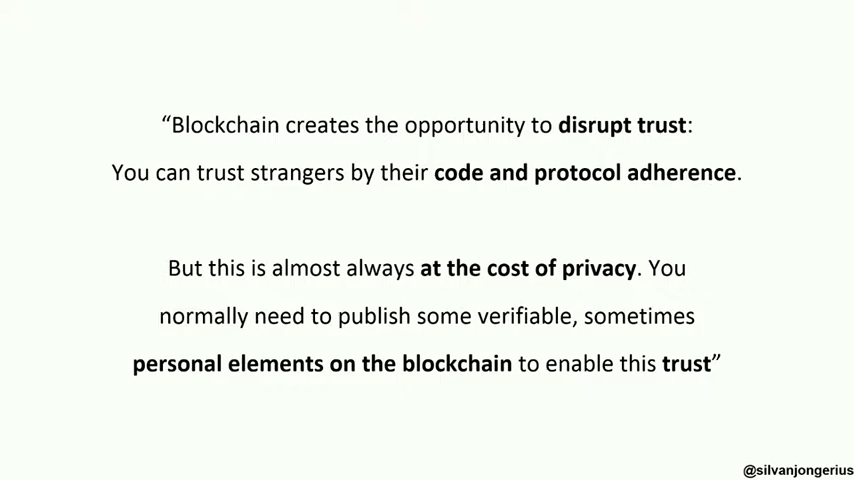 “Blockchain creates the opportunity to disrupt trust:
You can trust strangers by their code and protocol adherence.
But this is almost always at the cost of privacy. You
normally need to publish some verifiable, sometimes
personal elements on the blockchain to enable this trust”
@silvanjongerius